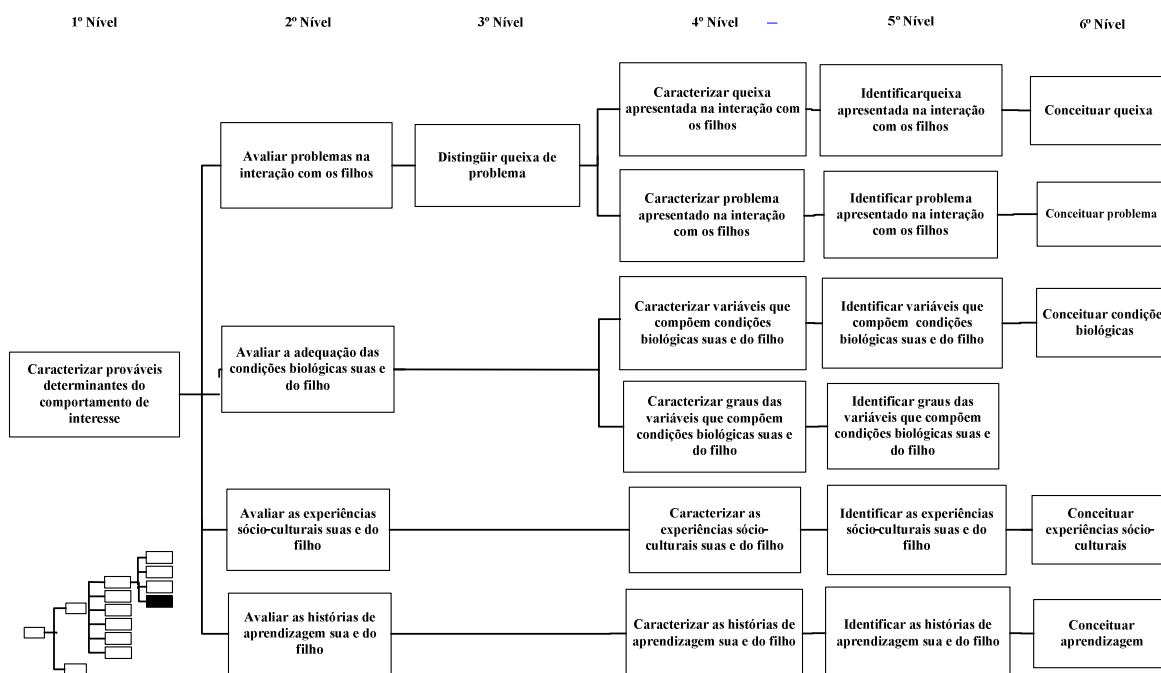 1º Nível
2º Nível
3º Nível
4º Nível
5º Nível
6º Nível
Caracterizar prováveis
determinantes do
comportamento de
interesse
Avaliar problemas na
interação com os filhos
Distingüir queixa de
problema
Caracterizar queixa
apresentada na interação com
os filhos
Identificarqueixa
apresentada na interação
com os filhos
Conceituar queixa
Caracterizar problema
apresentado na interação
com os filhos
Identificar problema
apresentado na interação
com os filhos
Conceituar problema
Avaliar a adequação das
condições biológicas suas e
do filho
Caracterizar variáveis que
compõem condições
biológicas suas e do filho
Identificar variáveis que
compõem condições
biológicas suas e do filho
Conceituar condiçõe
biológicas
Caracterizar graus das
variáveis que compõem
condições biológicas suas e
do filho
Identificar graus das
variáveis que compõem
condições biológicas suas e
do filho
Avaliar as experiências
sócio-culturais suas e do
filho
Caracterizar as
experiências sócio-
culturais suas e do filho
Identificar as experiências
sócio-culturais suas e do
filho
Conceituar
experiências sócio-
culturais
Avaliar as histórias de
aprendizagem sua e do
filho
Caracterizar as histórias
de aprendizagem sua e do
filho
Identificar as histórias de
aprendizagem sua e do
filho
Conceituar
aprendizagem